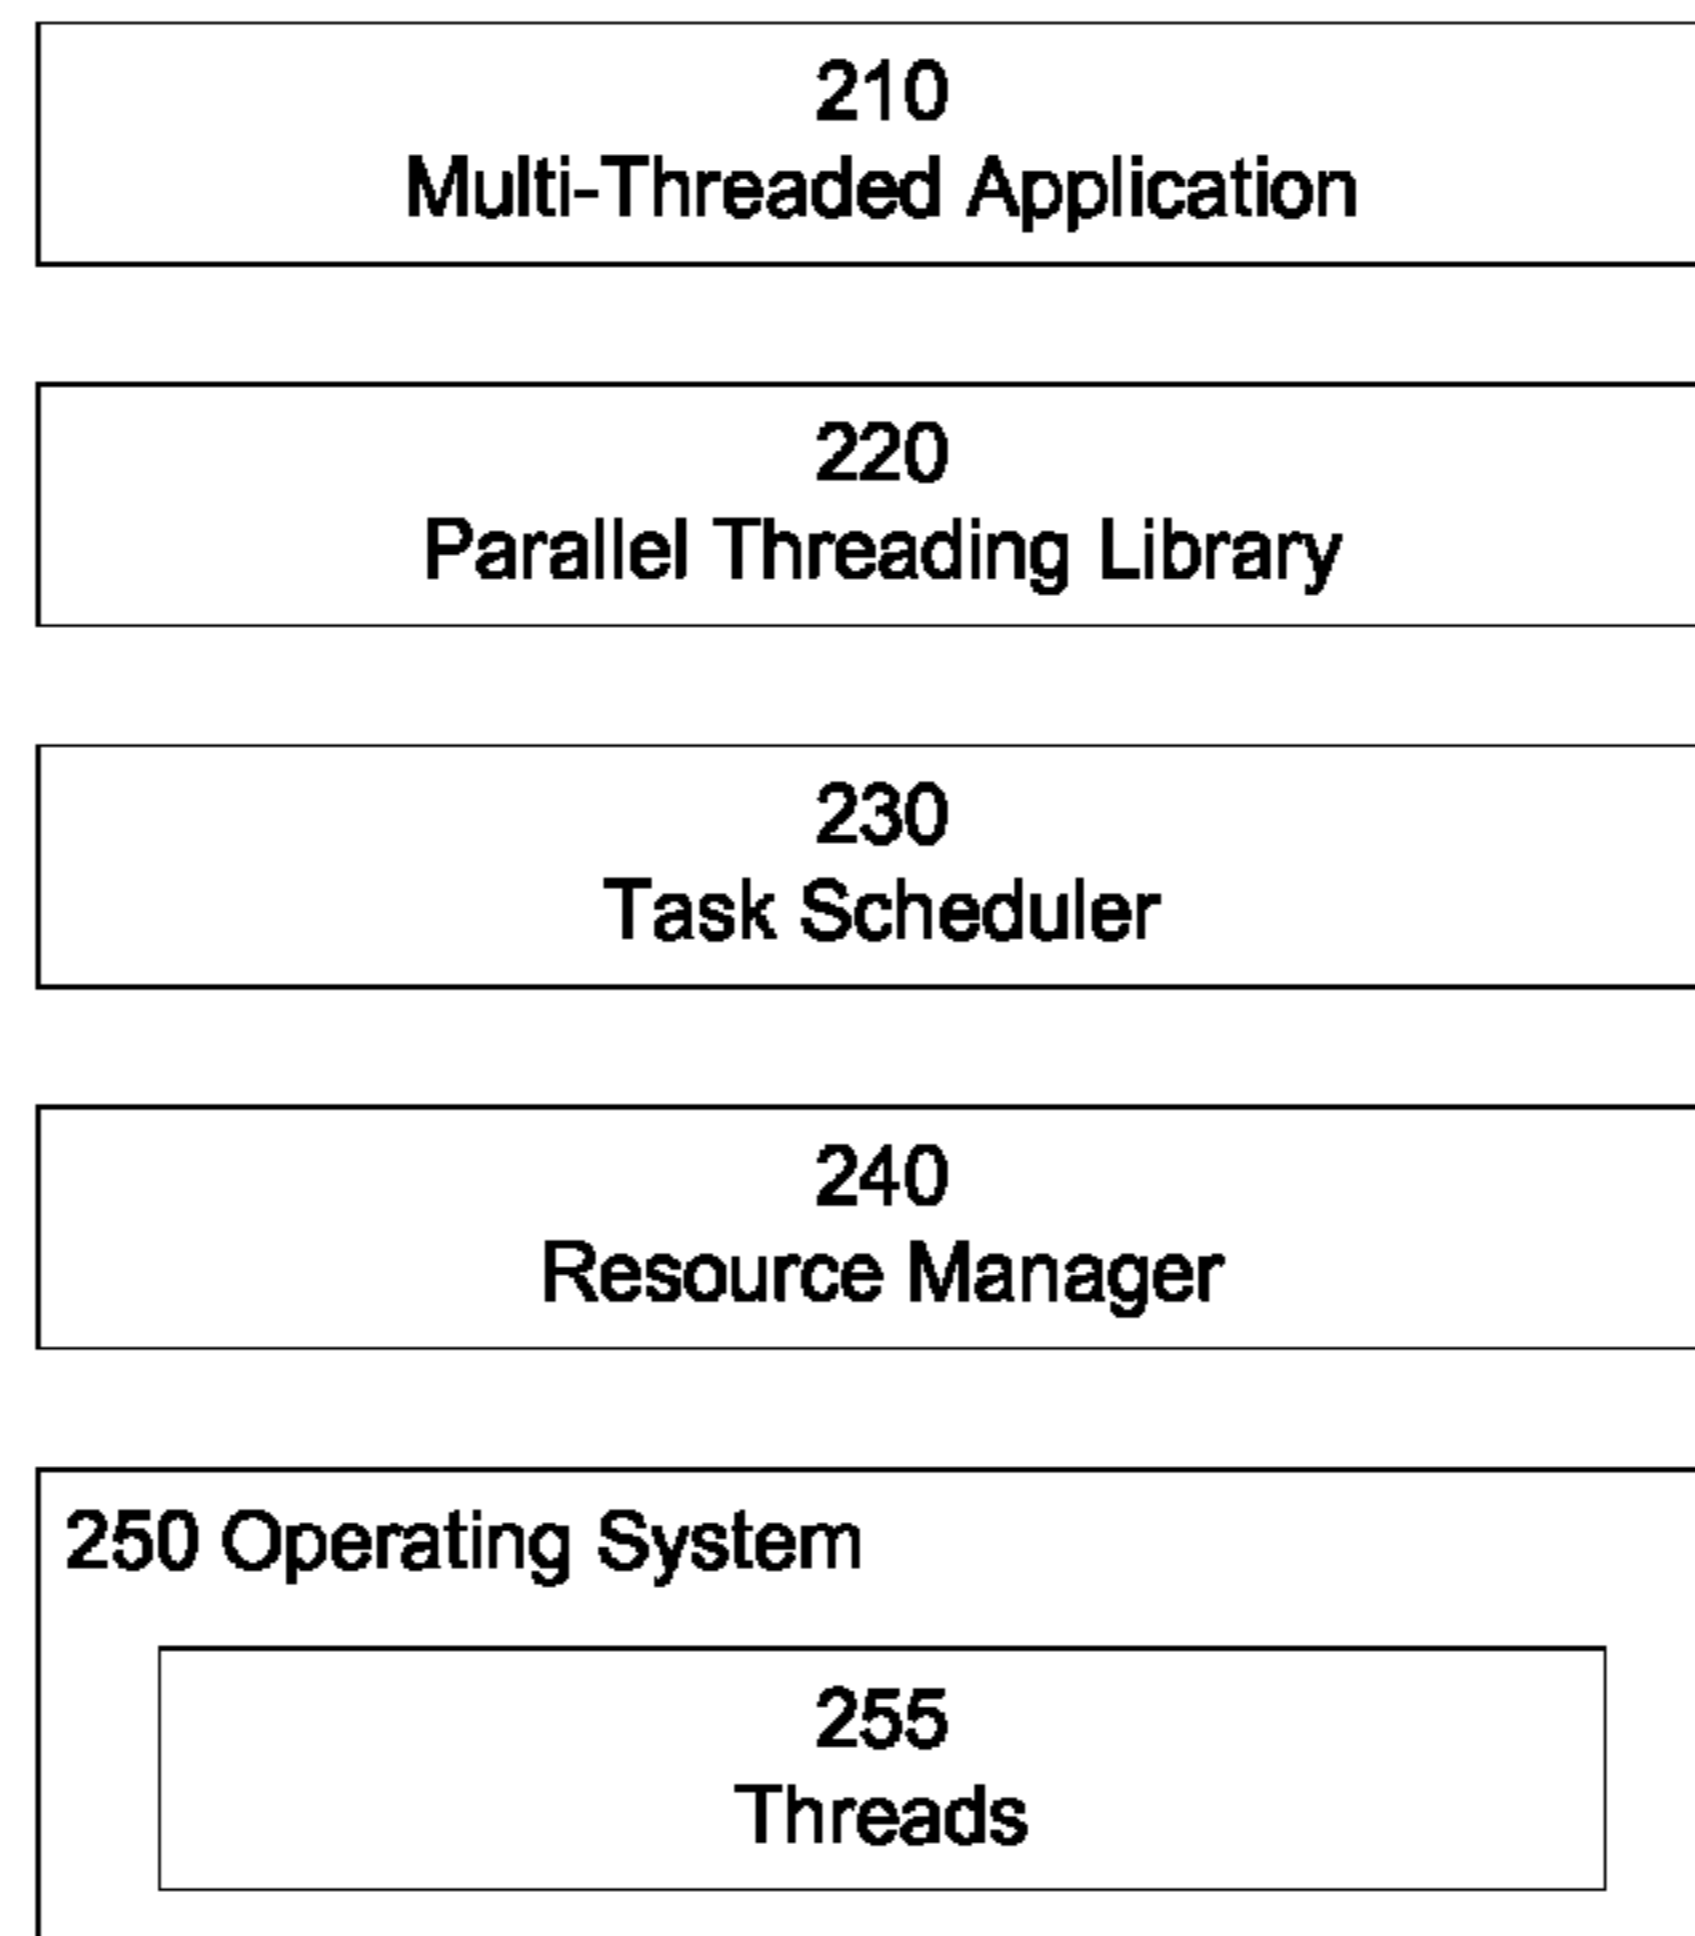 210
Multi-Threaded Application
220
Parallel Threading Library
230
Task Scheduler
240
Resource Manager
250 Operating System
255
Threads